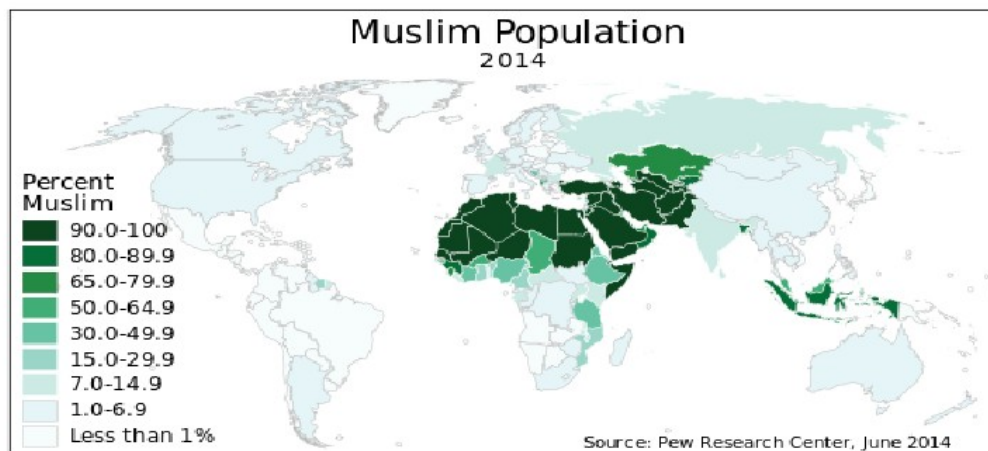 Muslim Population
2014
Percent
Muslim
90.0-100
80.0-89.9
65.0-79.9
50.0-64.9
30.0-49.9
15.0-29.9
7.0-14.9
1.0-6.9
Less than 1%
Source: Pew Research Center, June 2014